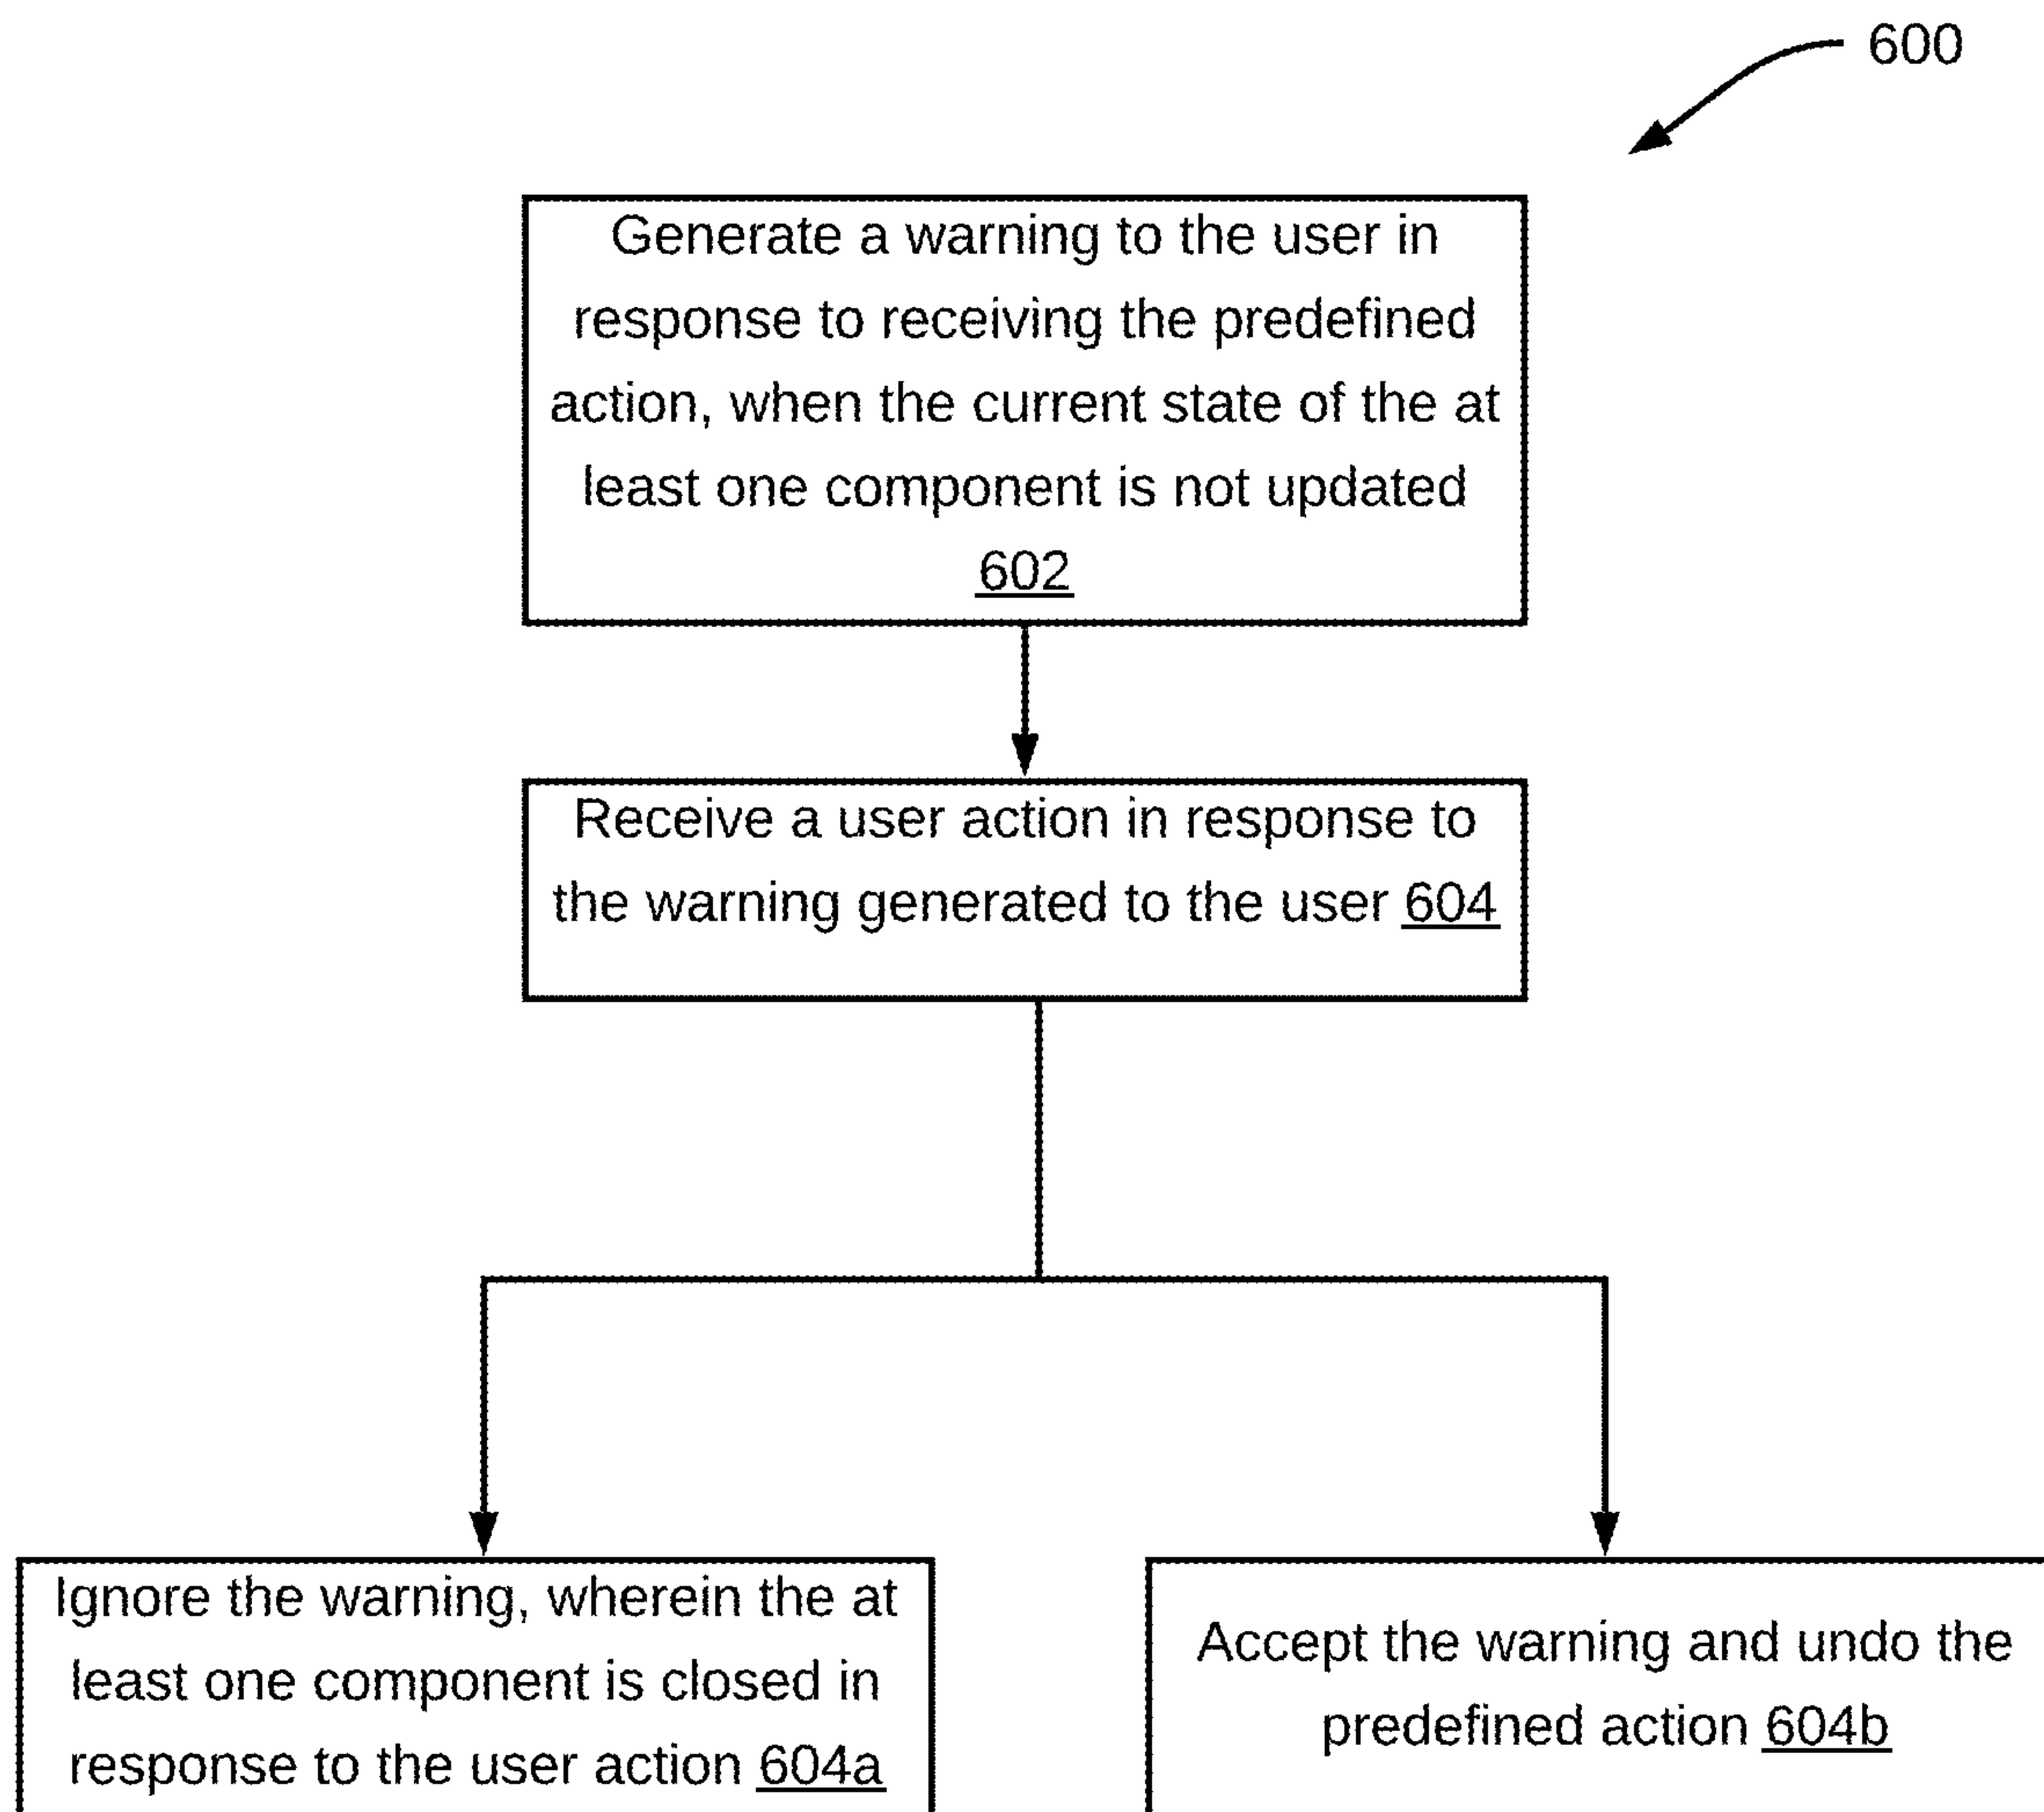 600
Generate a warning to the user in
response to receiving the predefined
action, when the current state of the at
least one component is not updated
602
Receive a user action in response to
the warning generated to the user 604
Ignore the warning, wherein the at
least one component is closed in
response to the user action 604a
Accept the warning and undo the
predefined action 604b